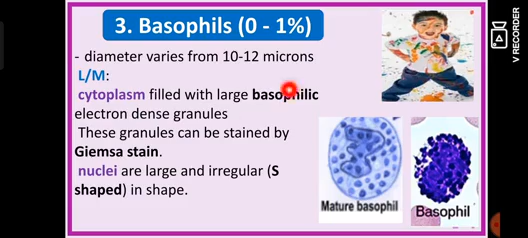 3. Basophils (0 - 1%)
- diameter varies from 10-12 microns
L/M:
cytoplasm filled with large basophilic
electron dense granules
These granules can be stained by
Giemsa stain.
nuclei are large and irregular (S
shaped) in shape.
Mature basophil
Basophil
V RECORDER